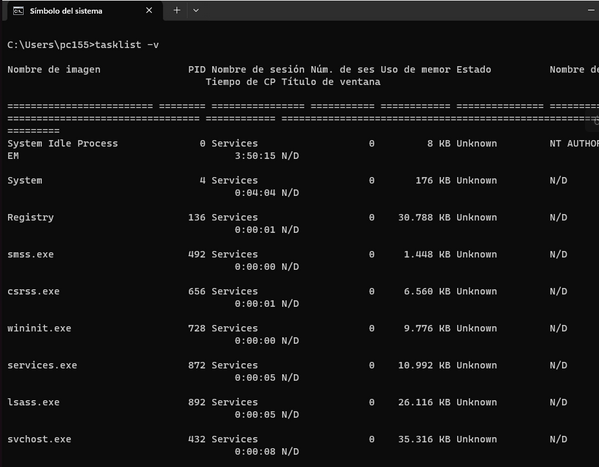 Símbolo del sistema
C:\Users\pc155>tasklist -v
Nombre de imagen PID Nombre de sesión Núm. de ses Uso de memor Estado Nombre de
Tiempo de CP Título de ventana
========================= ======== ================ =========== ============ =============== =========
================================= ============ =======================================================
=========
System Idle Process 0 Services 0 8 KB Unknown NT AUTHOR
EM 3:50:15 N/D
System 4 Services 0 176 KB Unknown N/D
0:04:04 N/D
Registry 136 Services 0 30.788 KB Unknown N/D
0:00:01 N/D
smss.exe 492 Services 0 1.448 KB Unknown N/D
0:00:00 N/D
csrss.exe 656 Services 0 6.560 KB Unknown N/D
0:00:01 N/D
wininit.exe 728 Services 0 9.776 KB Unknown N/D
0:00:00 N/D
services.exe 872 Services 0 10.992 KB Unknown N/D
0:00:05 N/D
lsass.exe 892 Services 0 26.116 KB Unknown N/D
0:00:05 N/D
svchost.exe 432 Services 0 35.316 KB Unknown N/D
0:00:08 N/D